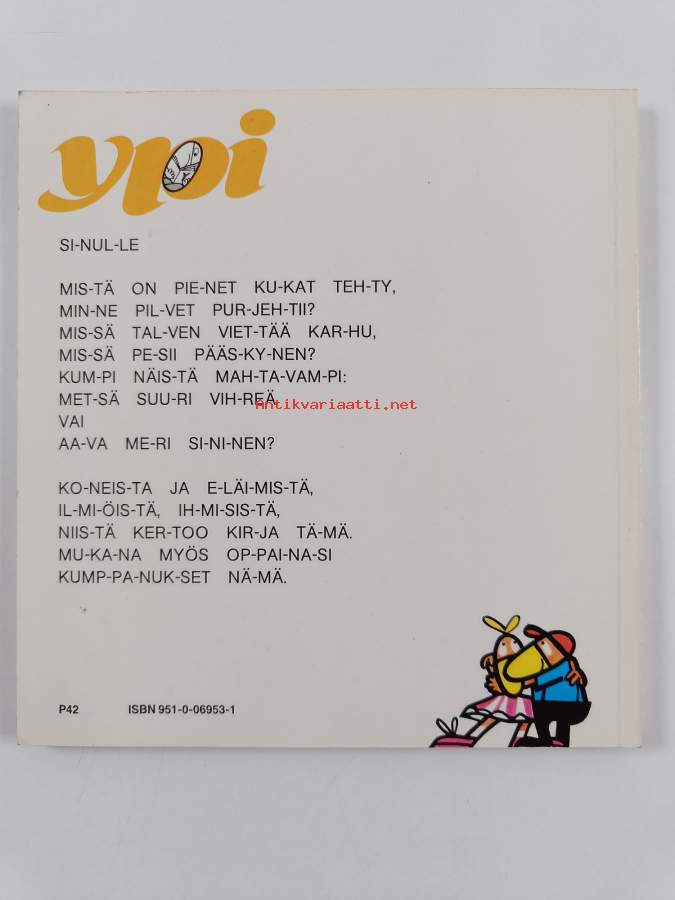 ypi
SI-NUL-LE
MIS-TÄ ON PIE-NET KU-KAT TEH-TY,
MIN-NE PIL-VET PUR-JEH-TII?
MIS-SÄ TAL-VEN VIET-TÄÄ KAR-HU,
MIS-SÄ PE-SII PÄÄS-KY-NEN?
KUM-PI NÄIS-TÄ MAH-TA-VAM-PI:
MET-SÄ SUU-RI VIH-REÄ
Antikvariaatti.net
VAI
AA-VA ME-RI SI-NI-NEN?
KO-NEIS-TA JA E-LÄI-MIS-TÄ,
IL-MI-ÖIS-TÄ, IH-MI-SIS-TÄ,
NIIS-TÄ KER-TOO KIR-JA TÄ-MÄ.
MU-KA-NA MYÖS OP-PAI-NA-SI
KUMP-PA-NUK-SET NÄ-MÄ.
P42 ISBN 951-0-06953-1